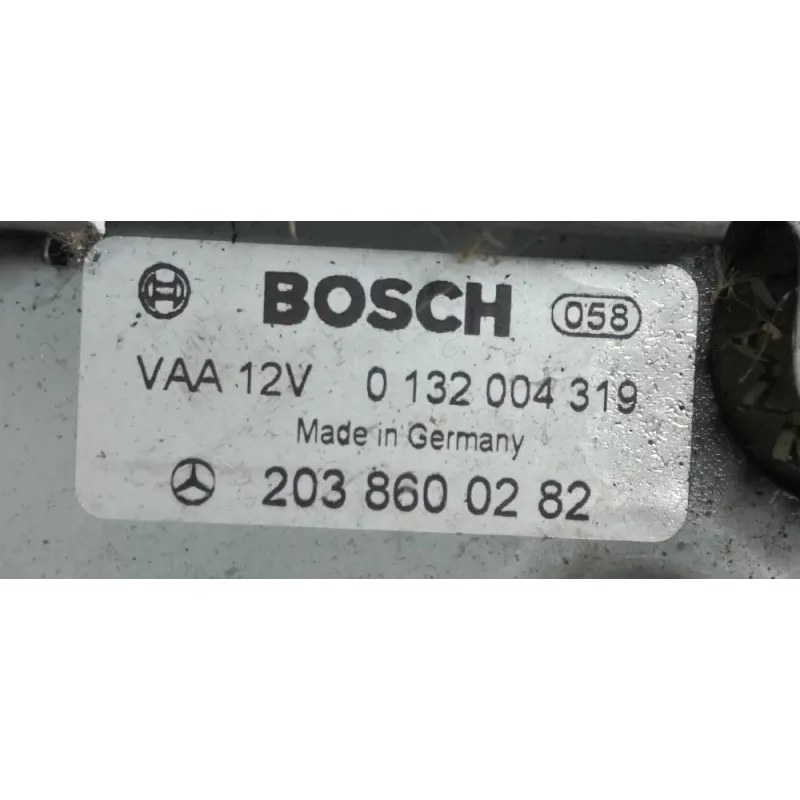 BOSCH 058
VAA 12V 0 132 004 319
Made in Germany
203 860 02 82